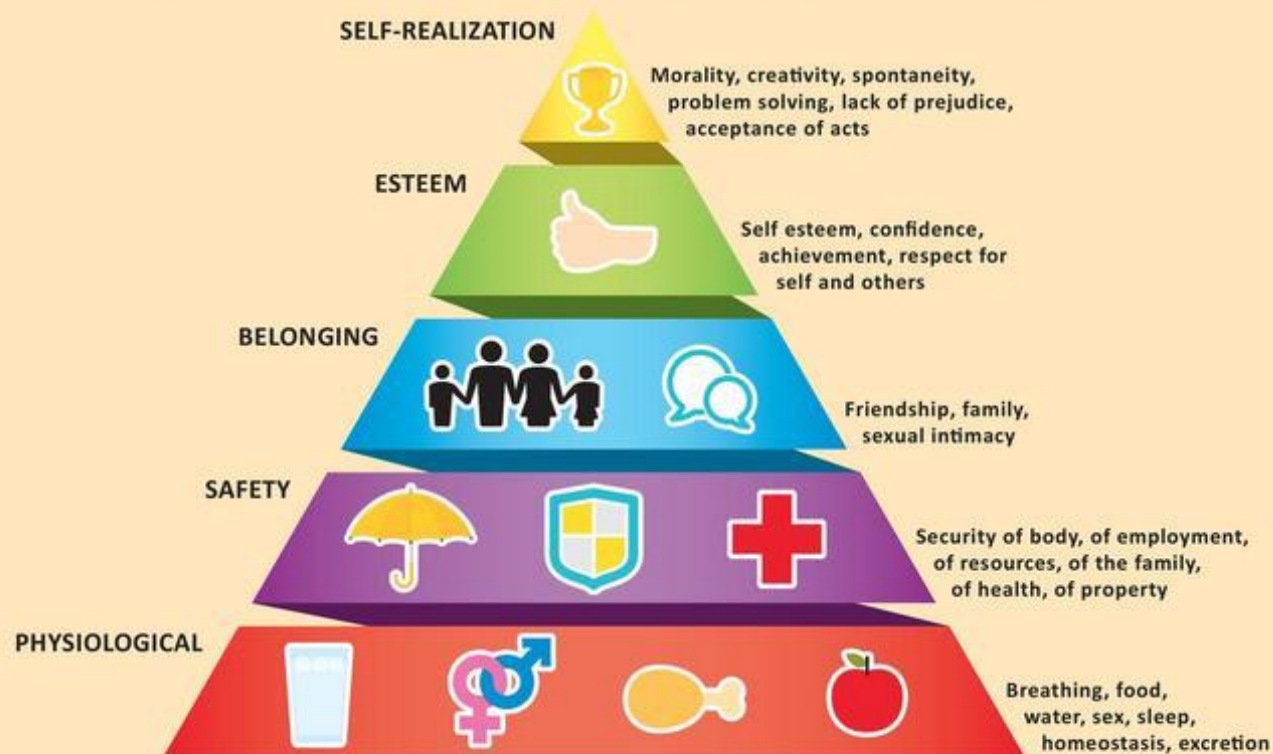 SELF-REALIZATION
Morality, creativity, spontaneity,
problem solving, lack of prejudice,
acceptance of acts
ESTEEM
Self esteem, confidence,
achievement, respect for
self and others
BELONGING
Friendship, family,
sexual intimacy
SAFETY
Security of body, of employment,
of resources, of the family,
of health, of property
PHYSIOLOGICAL
Breathing, food,
water, sex, sleep,
homeostasis, excretion